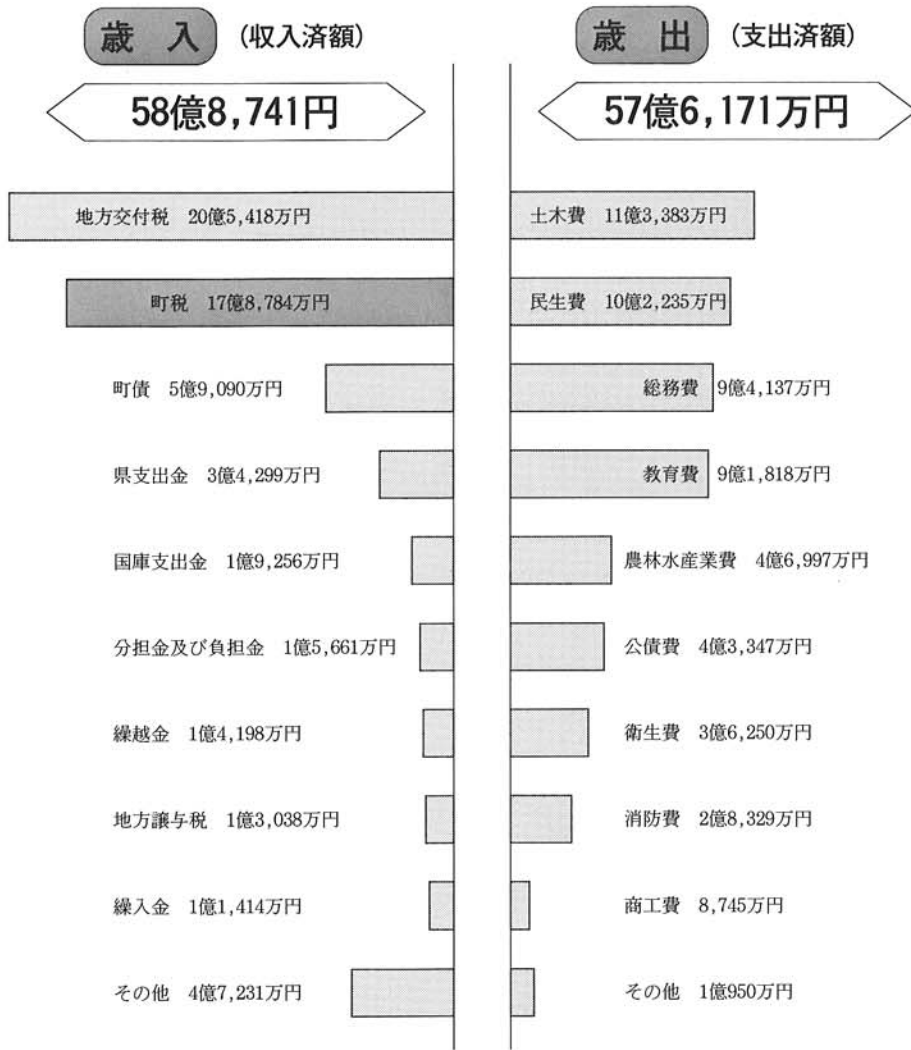 歳入 (収入済額)
58億8,741円
地方交付税 20億5,418万円
町税 17億8,784万円
町債 5億9,090万円
県支出金 3億4,299万円
国庫支出金 1億9,256万円
分担金及び負担金 1億5,661万円
繰越金 1億4,198万円
地方譲与税 1億3,038万円
繰入金 1億1,414万円
その他 4億7,231万円
歳出 (支出済額)
57億6,171万円
土木費 11億3,383万円
民生費 10億2,235万円
総務費 9億4,137万円
教育費 9億1,818万円
農林水産業費 4億6,997万円
公債費 4億3,347万円
衛生費 3億6,250万円
消防費 2億8,329万円
商工費 8,745万円
その他 1億950万円